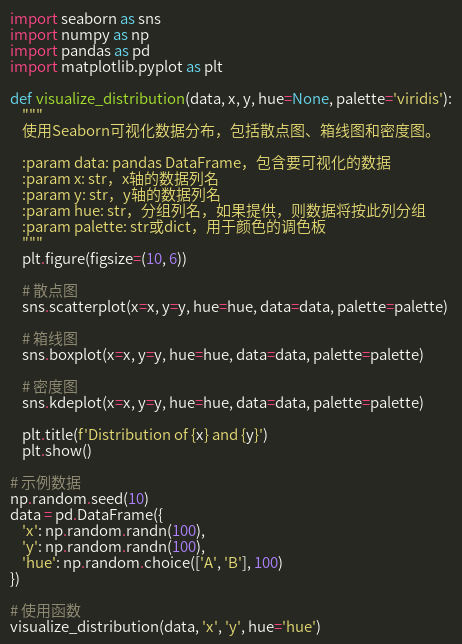 import seaborn as sns
import numpy as np
import pandas as pd
import matplotlib.pyplot as plt

def visualize_distribution(data, x, y, hue=None, palette='viridis'):
    """
    使用Seaborn可视化数据分布，包括散点图、箱线图和密度图。

    :param data: pandas DataFrame，包含要可视化的数据
    :param x: str，x轴的数据列名
    :param y: str，y轴的数据列名
    :param hue: str，分组列名，如果提供，则数据将按此列分组
    :param palette: str或dict，用于颜色的调色板
    """
    plt.figure(figsize=(10, 6))

    # 散点图
    sns.scatterplot(x=x, y=y, hue=hue, data=data, palette=palette)

    # 箱线图
    sns.boxplot(x=x, y=y, hue=hue, data=data, palette=palette)

    # 密度图
    sns.kdeplot(x=x, y=y, hue=hue, data=data, palette=palette)

    plt.title(f'Distribution of {x} and {y}')
    plt.show()

# 示例数据
np.random.seed(10)
data = pd.DataFrame({
    'x': np.random.randn(100),
    'y': np.random.randn(100),
    'hue': np.random.choice(['A', 'B'], 100)
})

# 使用函数
visualize_distribution(data, 'x', 'y', hue='hue')